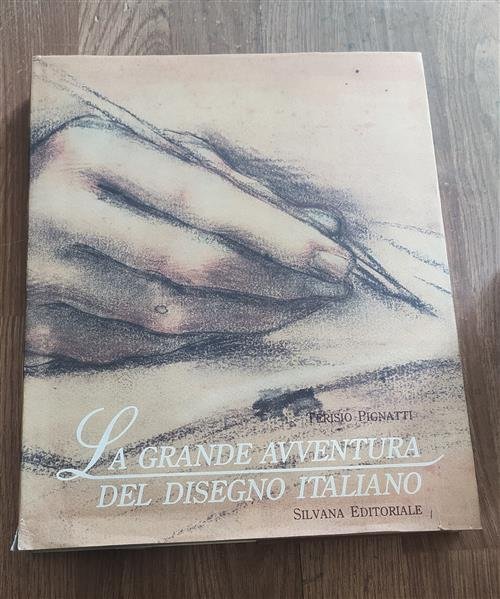 TERISIO PIGNATTI
LA GRANDE AVVENTURA
DEL DISEGNO ITALIANO
SILVANA EDITORIALE